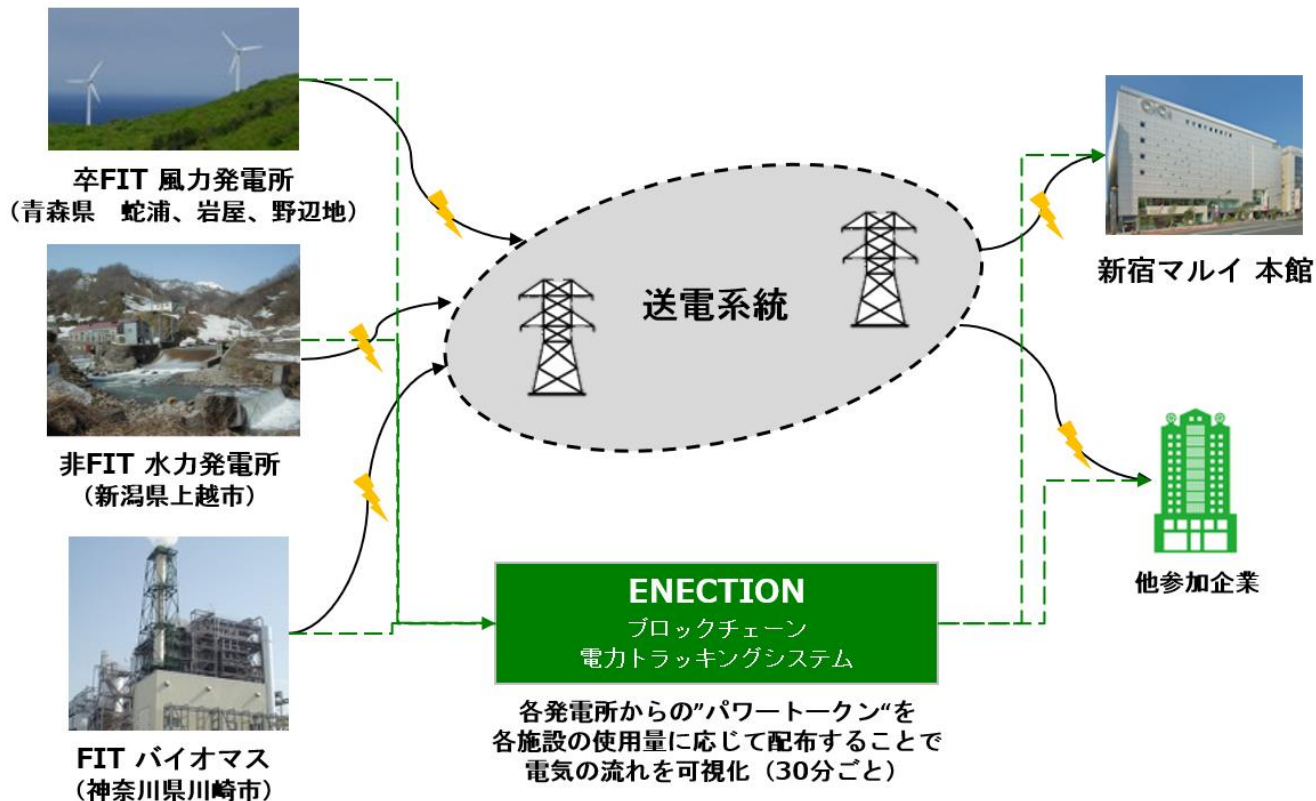 卒FIT 風力発電所
（青森県　蛇浦、岩屋、野辺地）
非FIT 水力発電所
（新潟県上越市）
FIT バイオマス
（神奈川県川崎市）
送電系統
ENECTION
ブロックチェーン
電力トラッキングシステム
各発電所からの”パワートークン“を
各施設の使用量に応じて配布することで
電気の流れを可視化（30分ごと）
OIOI
新宿マルイ 本館
他参加企業